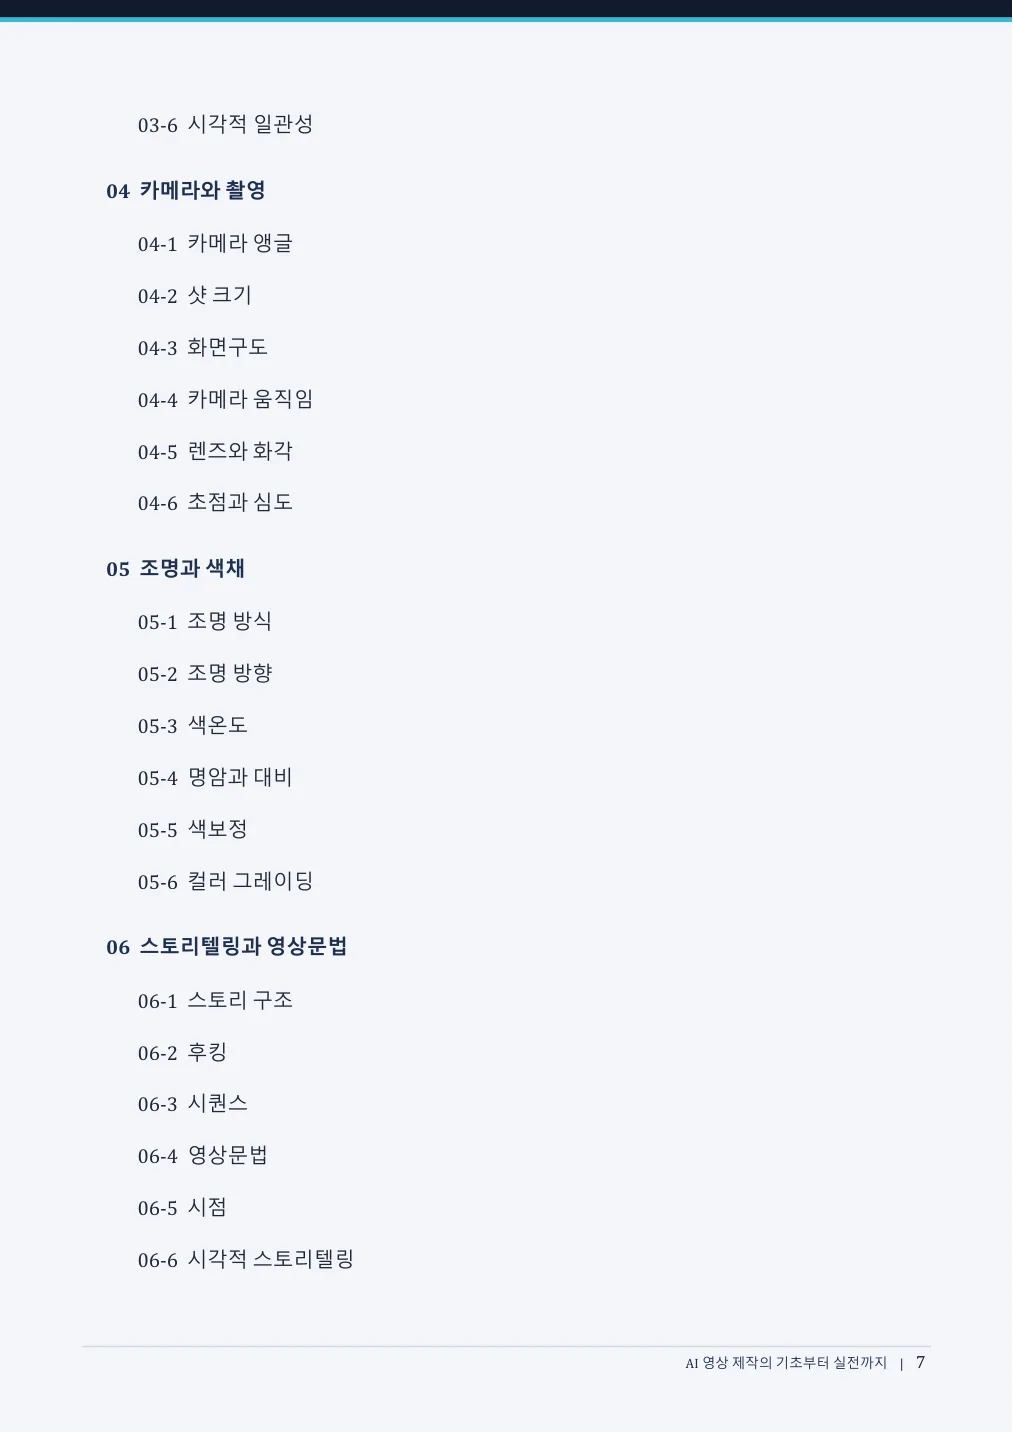 03-6 시각적 일관성
04 카메라와 촬영
04-1 카메라 앵글
04-2 샷 크기
04-3 화면구도
04-4 카메라 움직임
04-5 렌즈와 화각
04-6 초점과 심도
05 조명과 색채
05-1 조명 방식
05-2 조명 방향
05-3 색온도
05-4 명암과 대비
05-5 색보정
05-6 컬러 그레이딩
06 스토리텔링과 영상문법
06-1 스토리 구조
06-2 후킹
06-3 시퀀스
06-4 영상문법
06-5 시점
06-6 시각적 스토리텔링
AI 영상 제작의 기초부터 실전까지 | 7